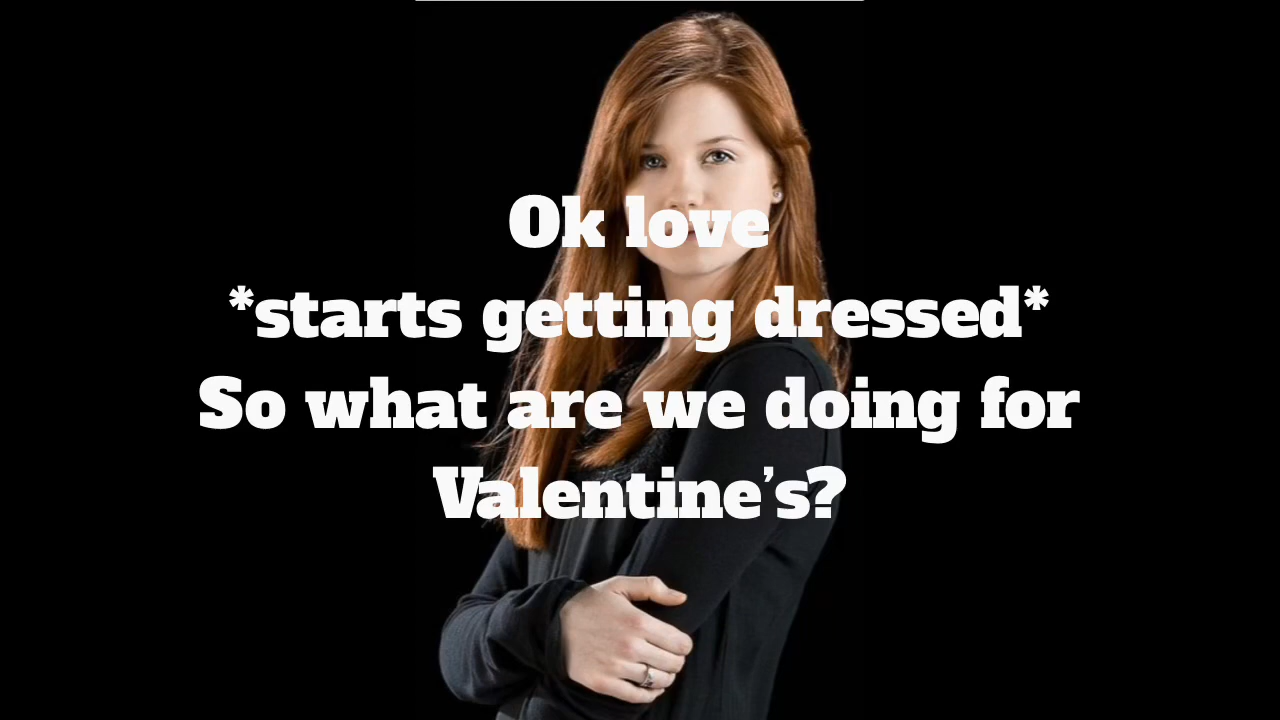 Ok love
*starts getting dressed*
So what are we doing for
Valentine's?